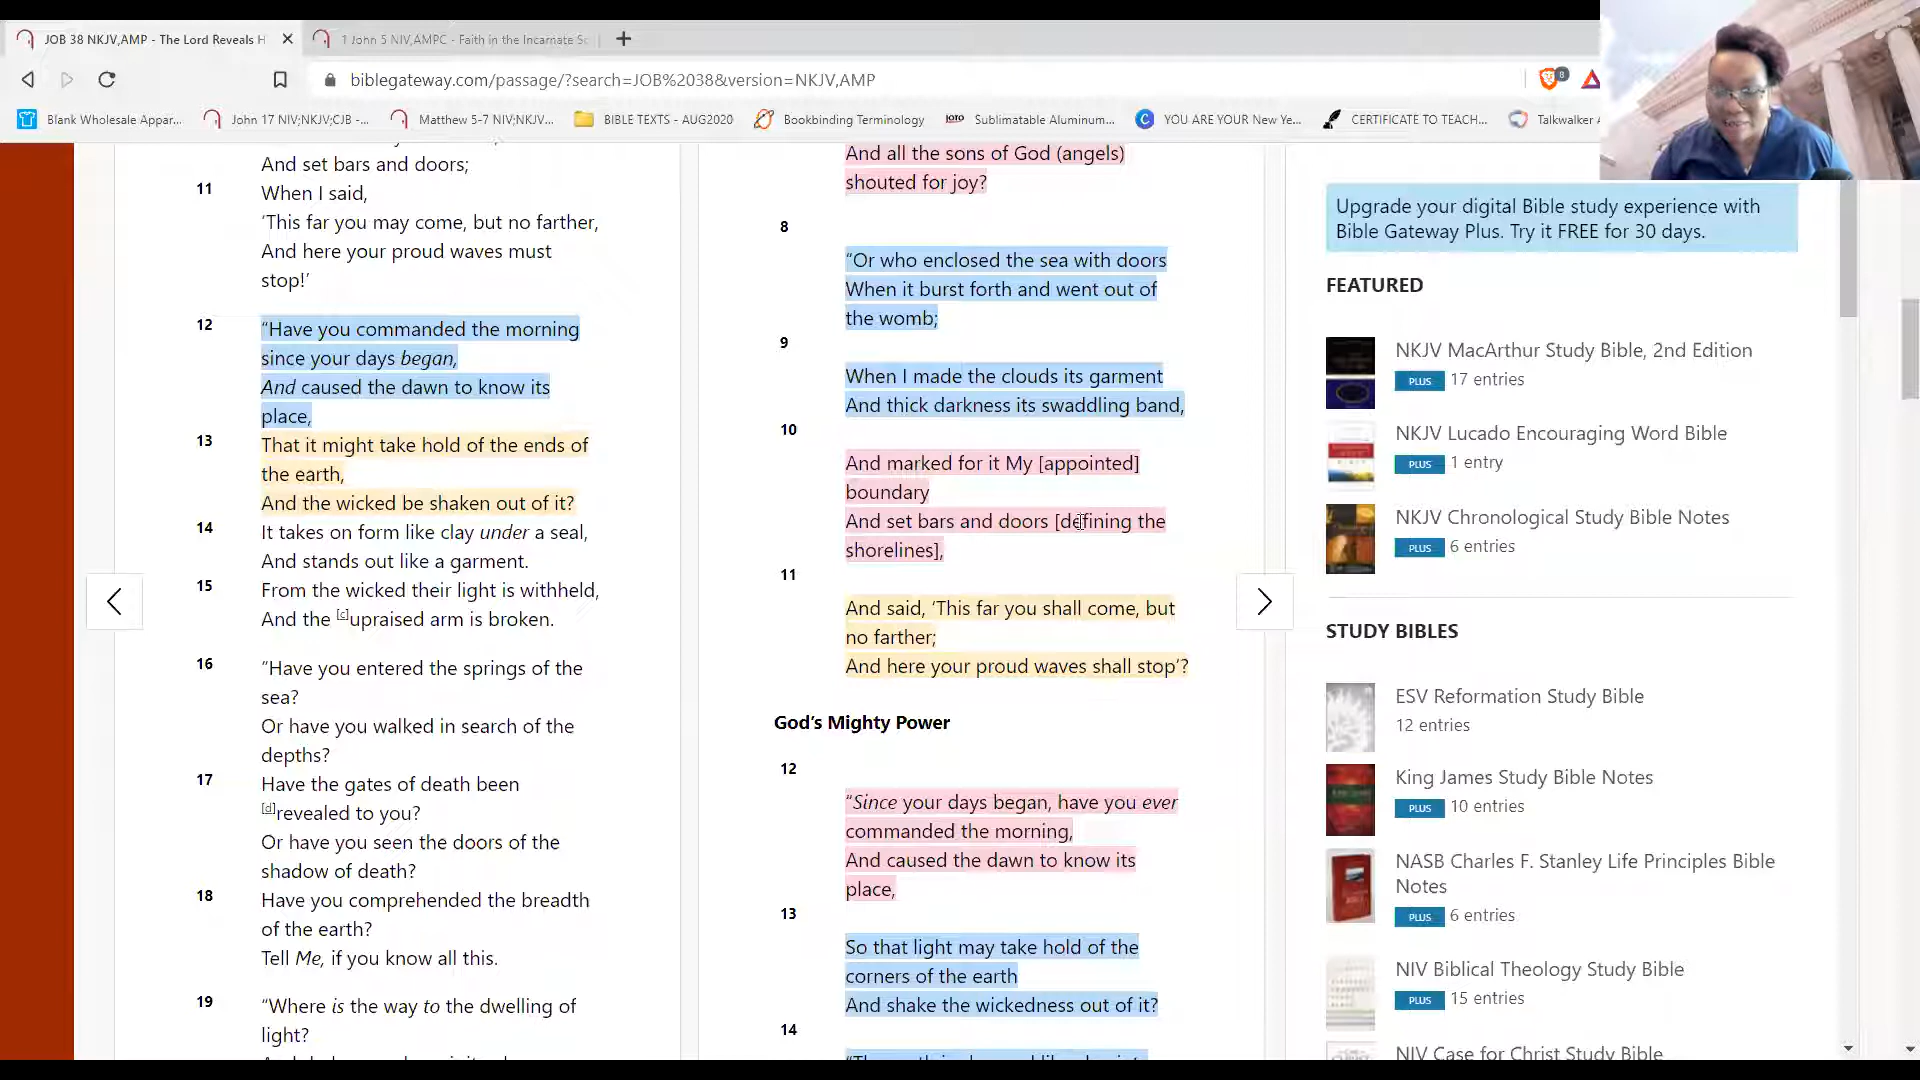 JOB 38 NKJV,AMP - The Lord Reveals H
1 John 5 NIV,AMPC - Faith in the Incarnate So
biblegateway.com/passage/?search=JOB%2038&version=NKJV,AMP
8
Blank Wholesale Appar...
John 17 NIV;NKJV;CJB -...
Matthew 5-7 NIV;NKJV...
BIBLE TEXTS - AUG2020
Bookbinding Terminology
Sublimatable Aluminum...
YOU ARE YOUR New Ye...
CERTIFICATE TO TEACH...
Talkwalker
And set bars and doors;
11
When I said,
‘This far you may come, but no farther,
And here your proud waves must
stop!’
12
“Have you commanded the morning
since your days began,
And caused the dawn to know its
place,
13
That it might take hold of the ends of
the earth,
And the wicked be shaken out of it?
14
It takes on form like clay under a seal,
And stands out like a garment.
15
From the wicked their light is withheld,
And the [c]upraised arm is broken.
16
“Have you entered the springs of the
sea?
Or have you walked in search of the
depths?
17
Have the gates of death been
[d]revealed to you?
Or have you seen the doors of the
shadow of death?
18
Have you comprehended the breadth
of the earth?
Tell Me, if you know all this.
19
“Where is the way to the dwelling of
light?
And all the sons of God (angels)
shouted for joy?
8
“Or who enclosed the sea with doors
When it burst forth and went out of
the womb;
9
When I made the clouds its garment
And thick darkness its swaddling band,
10
And marked for it My [appointed]
boundary
And set bars and doors [defining the
shorelines],
11
And said, ‘This far you shall come, but
no farther;
And here your proud waves shall stop’?
God’s Mighty Power
12
“Since your days began, have you ever
commanded the morning,
And caused the dawn to know its
place,
13
So that light may take hold of the
corners of the earth
And shake the wickedness out of it?
14
Upgrade your digital Bible study experience with
Bible Gateway Plus. Try it FREE for 30 days.
FEATURED
NKJV MacArthur Study Bible, 2nd Edition
PLUS 17 entries
NKJV Lucado Encouraging Word Bible
PLUS 1 entry
NKJV Chronological Study Bible Notes
PLUS 6 entries
STUDY BIBLES
ESV Reformation Study Bible
12 entries
King James Study Bible Notes
PLUS 10 entries
NASB Charles F. Stanley Life Principles Bible
Notes
PLUS 6 entries
NIV Biblical Theology Study Bible
PLUS 15 entries
NIV Case for Christ Study Bible